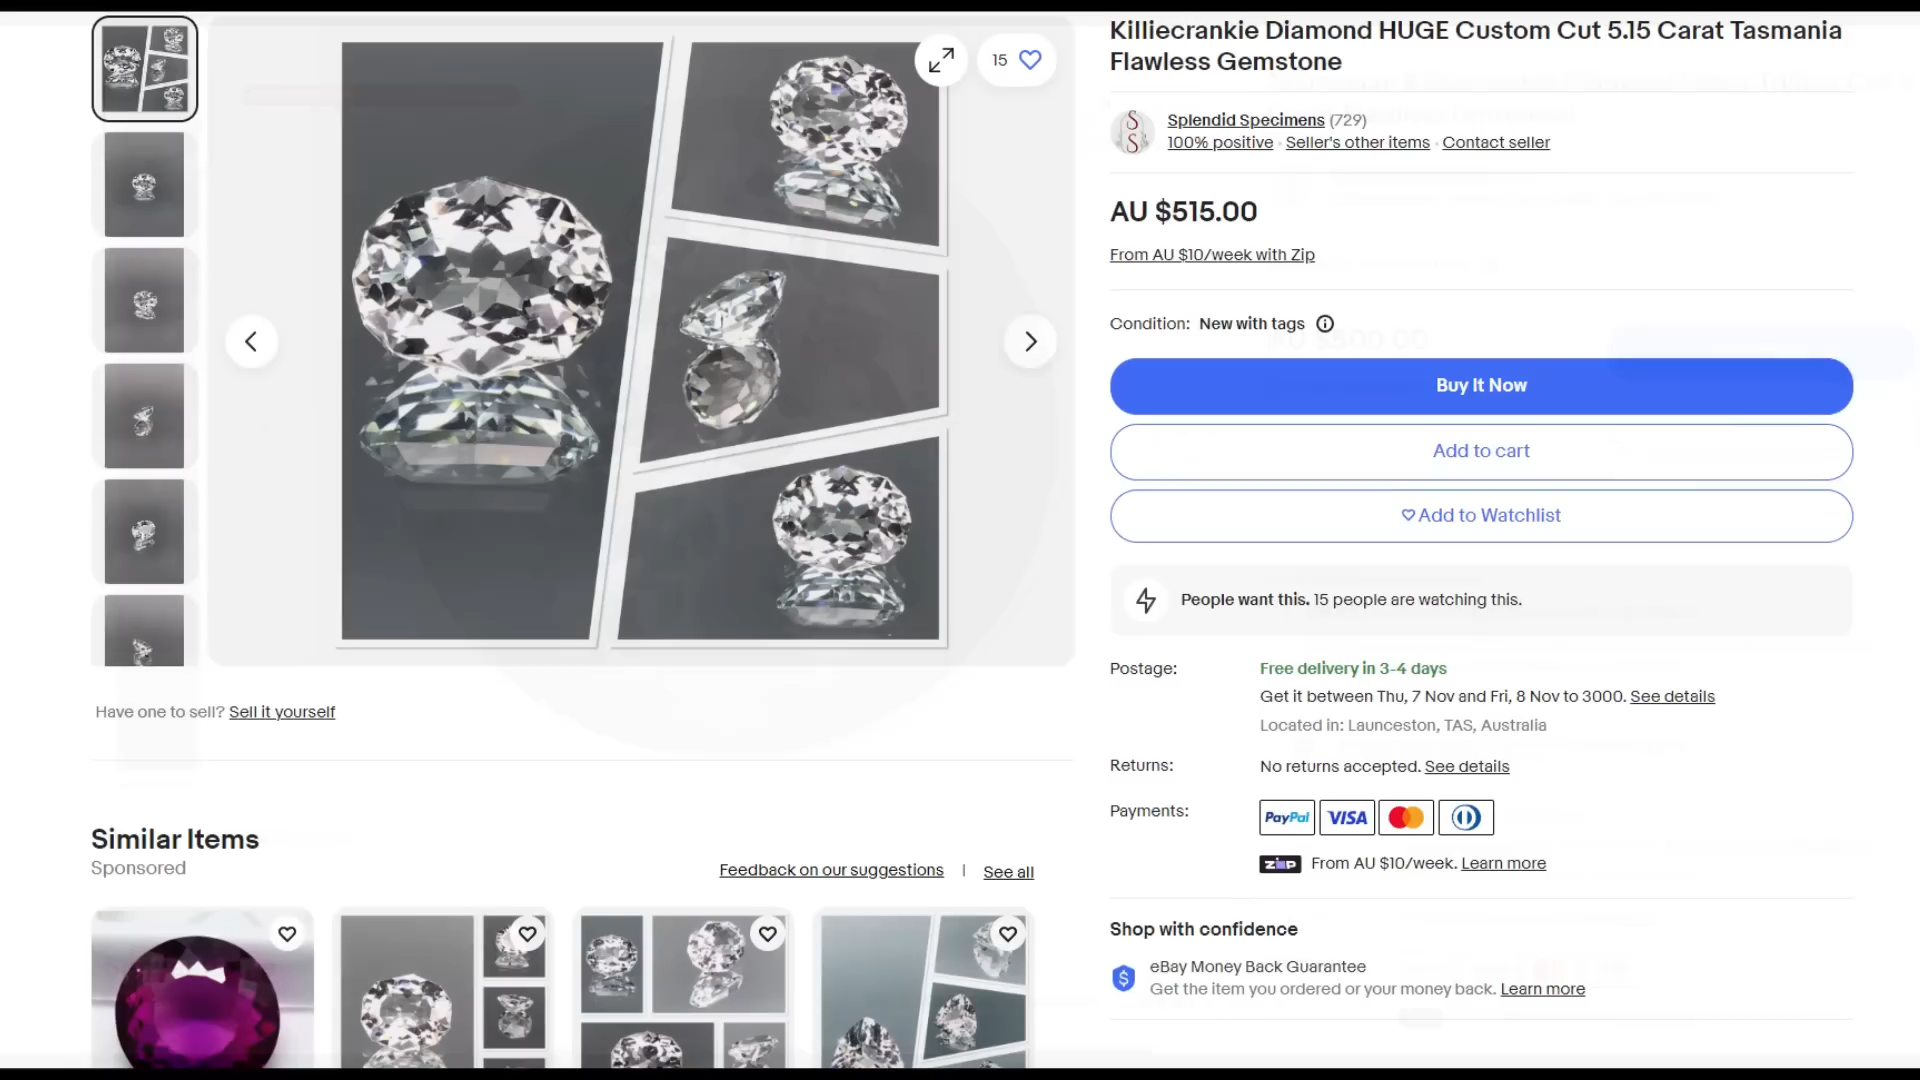 Killiecrankie Diamond HUGE Custom Cut 5.15 Carat Tasmania
Flawless Gemstone
15
Splendid Specimens (729)
100% positive · Seller's other items · Contact seller
AU $515.00
From AU $10/week with Zip
Condition: New with tags
Buy It Now
Add to cart
Add to Watchlist
People want this. 15 people are watching this.
Postage: Free delivery in 3-4 days
Get it between Thu, 7 Nov and Fri, 8 Nov to 3000. See details
Located in: Launceston, TAS, Australia
Returns: No returns accepted. See details
Payments: PayPal VISA
Zip From AU $10/week. Learn more
Shop with confidence
eBay Money Back Guarantee
Get the item you ordered or your money back. Learn more
Have one to sell? Sell it yourself
Similar Items
Sponsored
Feedback on our suggestions | See all
AU $500.00